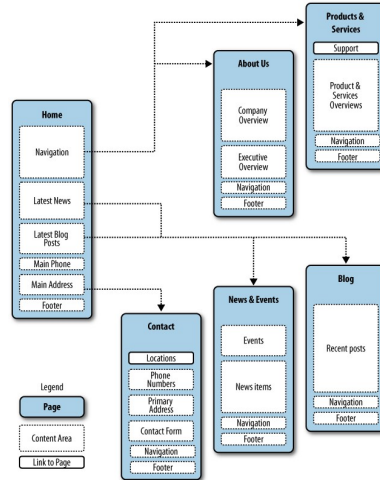 Products &
Services
Support
Product &
Services
Overviews
Navigation
Footer
About Us
Company
Overview
Executive
Overview
Navigation
Footer
Home
Navigation
Latest News
Latest Blog
Posts
Main Phone
Main Address
Footer
Contact
Locations
Phone
Numbers
Primary
Address
Contact Form
Navigation
Footer
News & Events
Events
News items
Navigation
Footer
Blog
Recent posts
Navigation
Footer
Legend
Page
Content Area
Link to Page